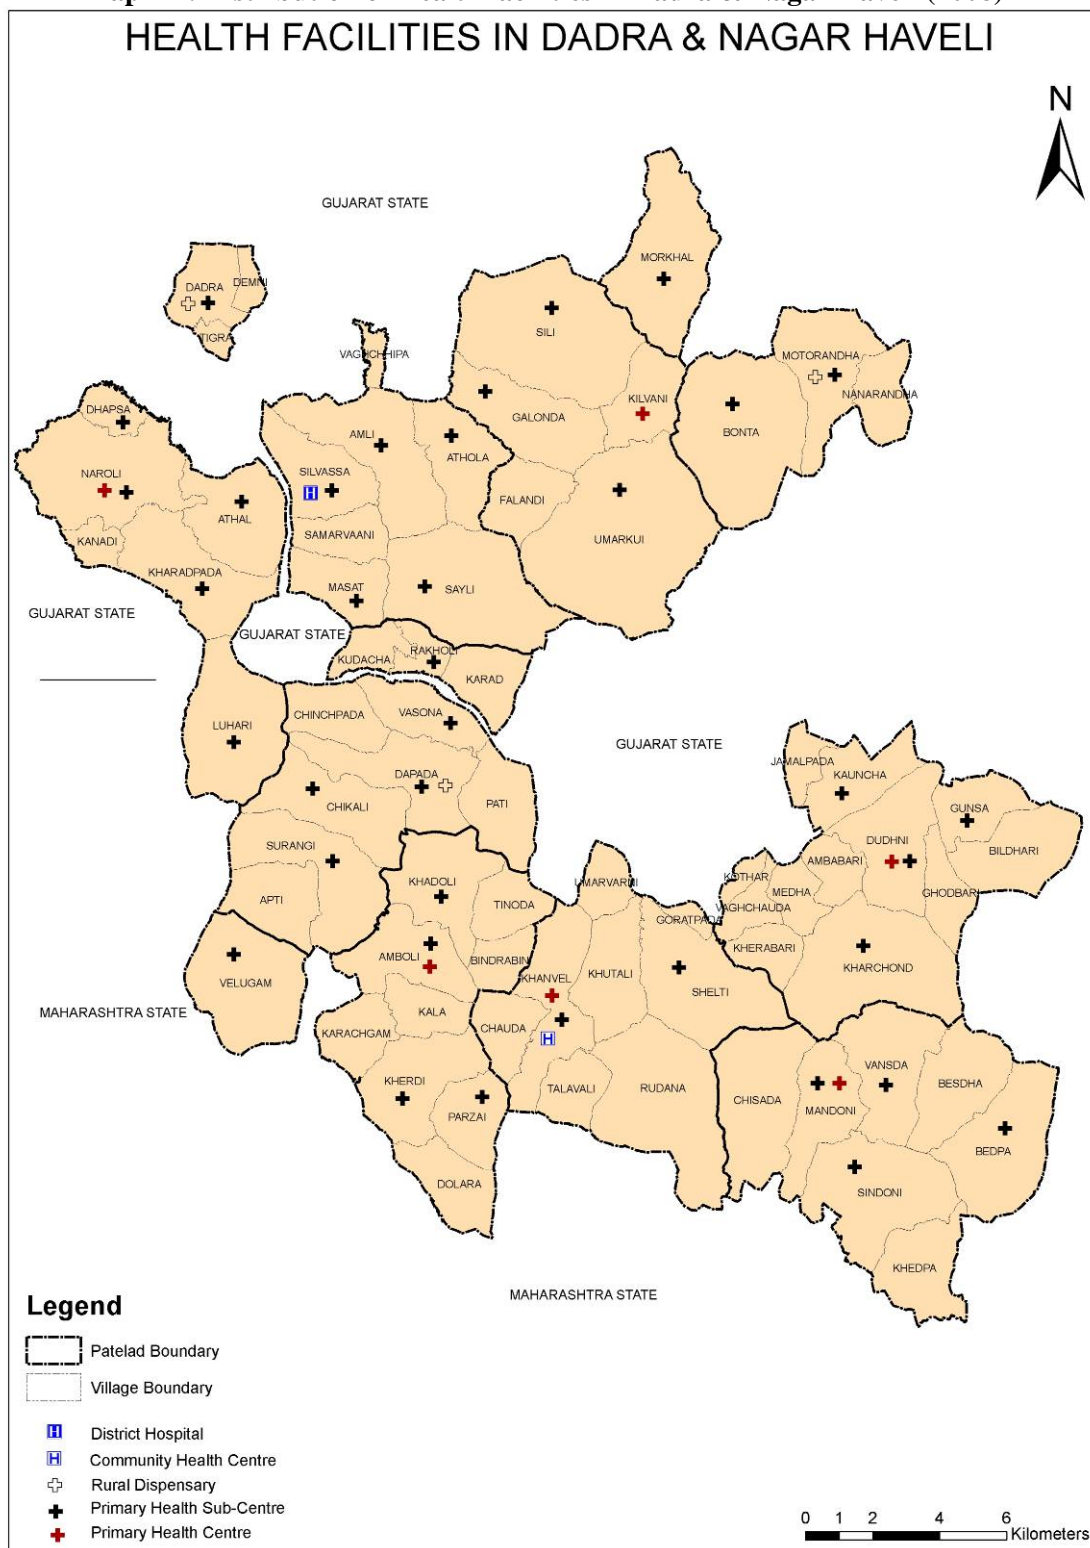 HEALTH FACILITIES IN DADRA & NAGAR HAVELI
N
GUJARAT STATE
MORKHAL
DADRA
DEMNI
TIGRA
SILI
VAGHCHHIPA
MOTORANDHA
NANARANDHA
KILVANI
GALONDA
BONTA
DHAPSA
AMLI
ATHOLA
NAROLI
SILVASSA
FALANDI
ATHAL
KANADI
SAMARVAANI
UMARKUI
KHARADPADA
MASAT
SAYLI
GUJARAT STATE
GUJARAT STATE
KUDACHA
RAKHOLI
KARAD
LUHARI
CHINCHPADA
VASONA
GUJARAT STATE
JAMALPADA
KAUNCHA
DAPADA
PATI
CHIKALI
GUNSA
SURANGI
DUDHNI
BILDHARI
AMBABARI
KHADOLI
UMARVARMI
KOTHAR
MEDHA
GHODBARI
APTI
TINODA
VAGHCHAUDA
GORATPADA
KHERABARI
AMBOLI
BINDRABIN
KHANVEL
KHUTALI
KHARCHOND
VELUGAM
SHELTI
MAHARASHTRA STATE
KALA
KARACHGAM
CHAUDA
KHERDI
PARZAI
TALAVALI
RUDANA
CHISADA
MANDONI
VANSDA
BESDHA
BEDPA
DOLARA
SINDONI
KHEDPA
MAHARASHTRA STATE
Legend
Patelad Boundary
Village Boundary
H District Hospital
H Community Health Centre
Rural Dispensary
Primary Health Sub-Centre
Primary Health Centre
0 1 2 4 6
Kilometers